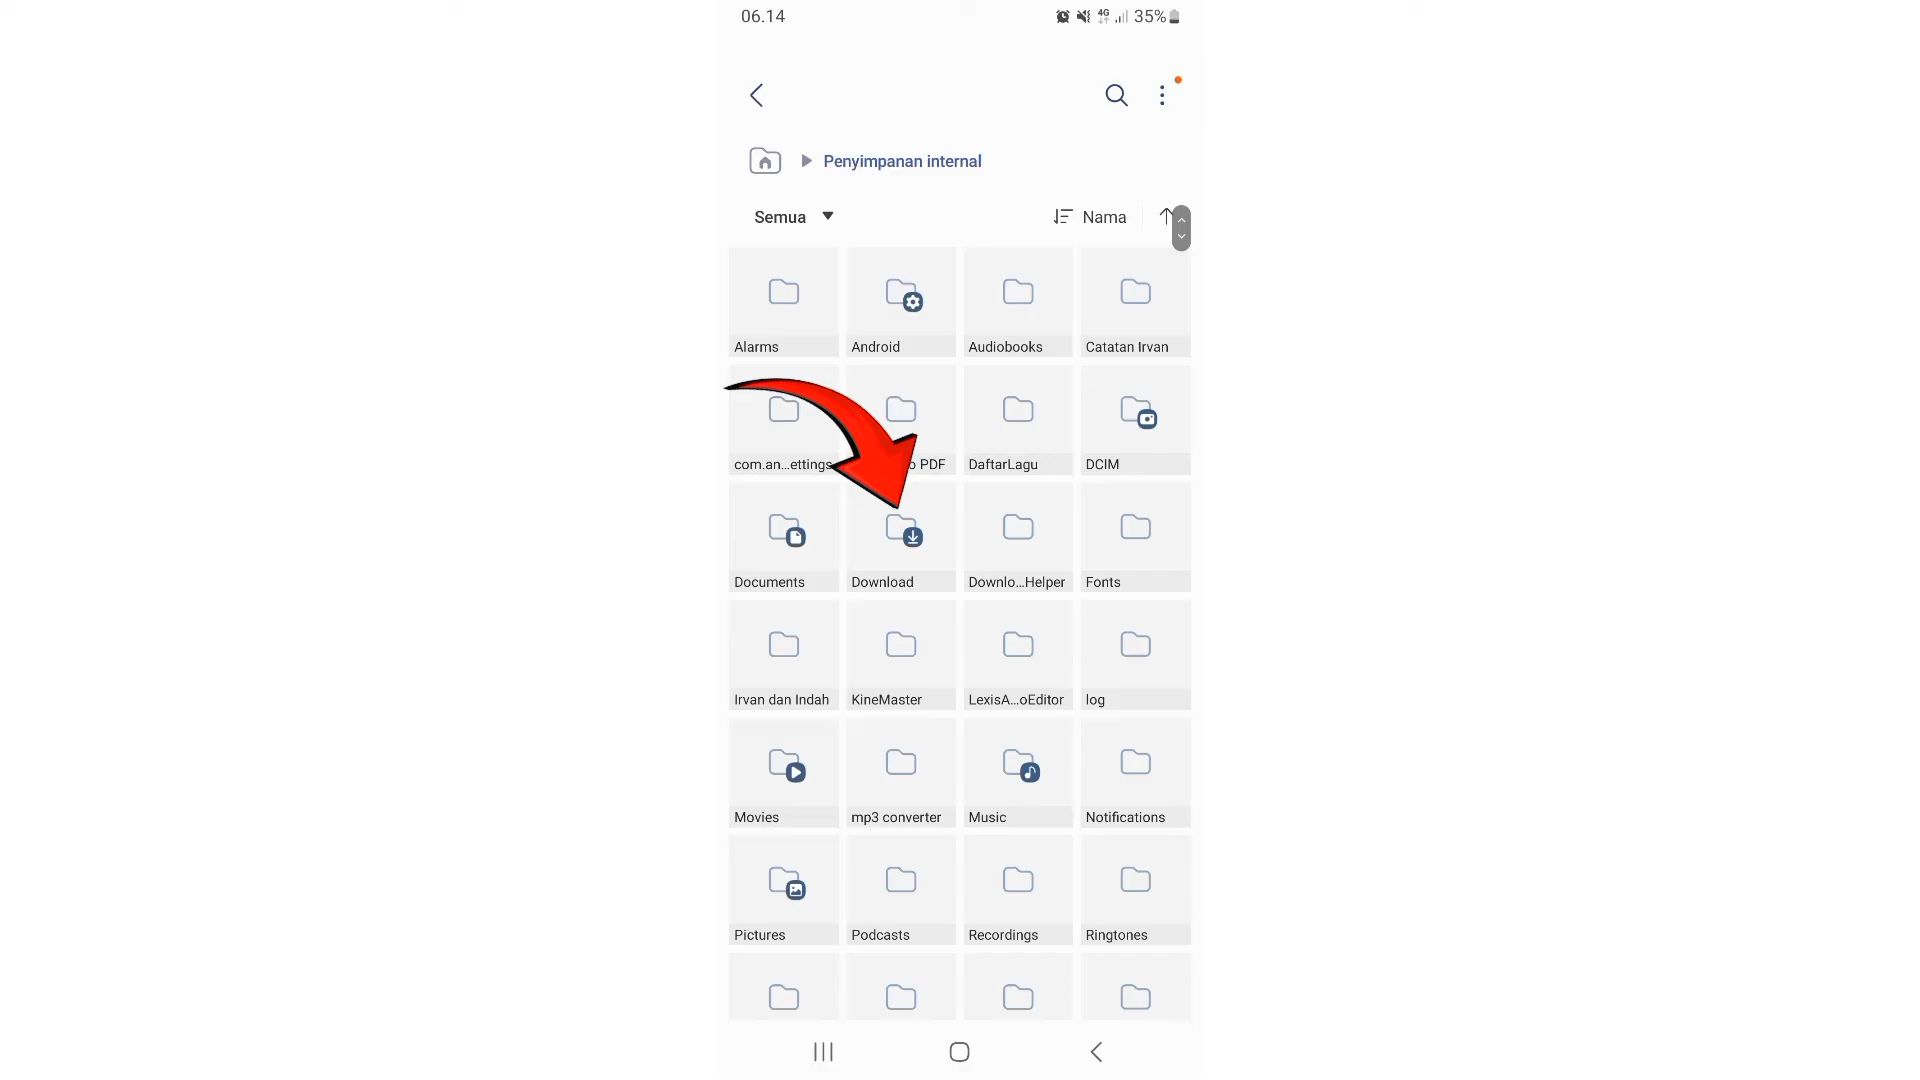 06.14
4G
35%
Penyimpanan internal
Semua
Nama
Alarms
Android
Audiobooks
Catatan Irvan
com.an...ettings
PDF
DaftarLagu
DCIM
Documents
Download
Downlo...Helper
Fonts
Irvan dan Indah
KineMaster
LexisA...oEditor
log
Movies
mp3 converter
Music
Notifications
Pictures
Podcasts
Recordings
Ringtones